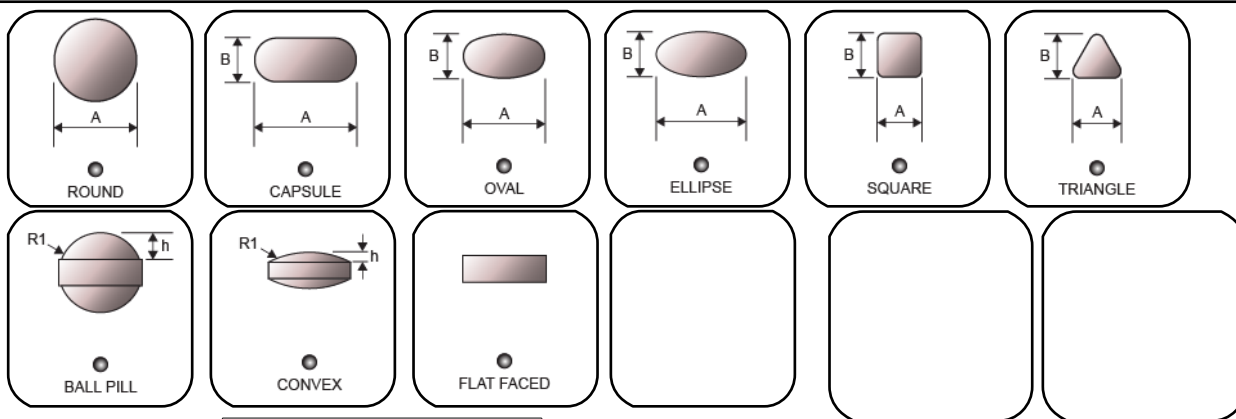 A
ROUND
B
A
CAPSULE
B
A
OVAL
B
A
ELLIPSE
B
A
SQUARE
B
A
TRIANGLE
R1
h
BALL PILL
R1
h
CONVEX
FLAT FACED